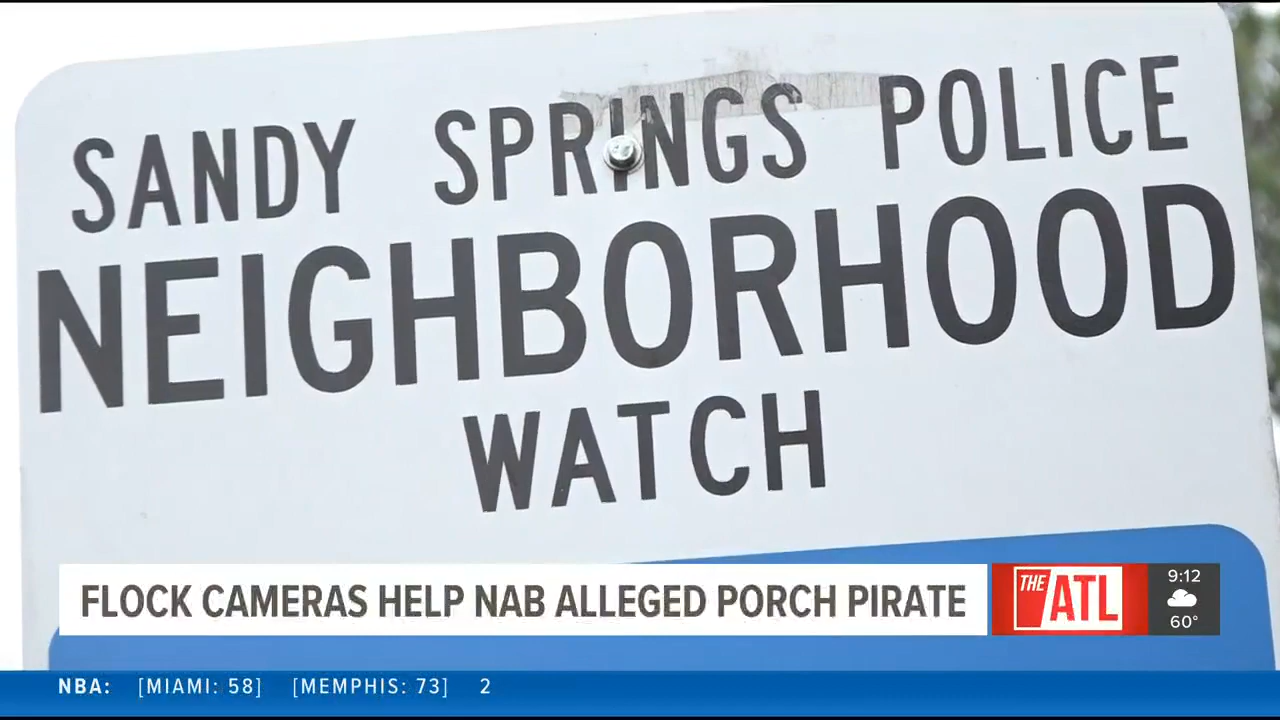 SANDY SPRINGS POLICE
NEIGHBORHOOD
WATCH
FLOCK CAMERAS HELP NAB ALLEGED PORCH PIRATE
THE ATL
9:12
60°
NBA: [MIAMI: 58] [MEMPHIS: 73] 2